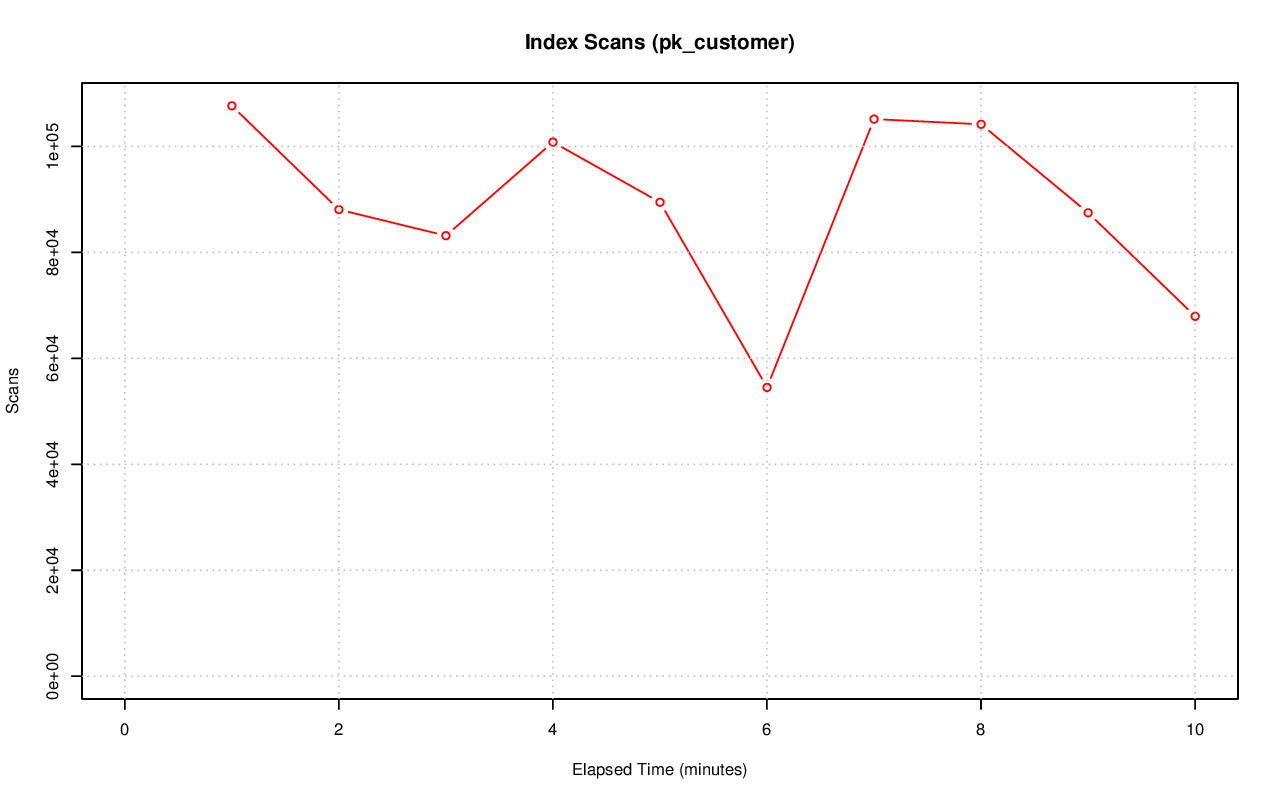 Index Scans (pk_customer)
Scans
1e+05
8e+04
6e+04
4e+04
2e+04
0e+00
0 2 4 6 8 10
Elapsed Time (minutes)